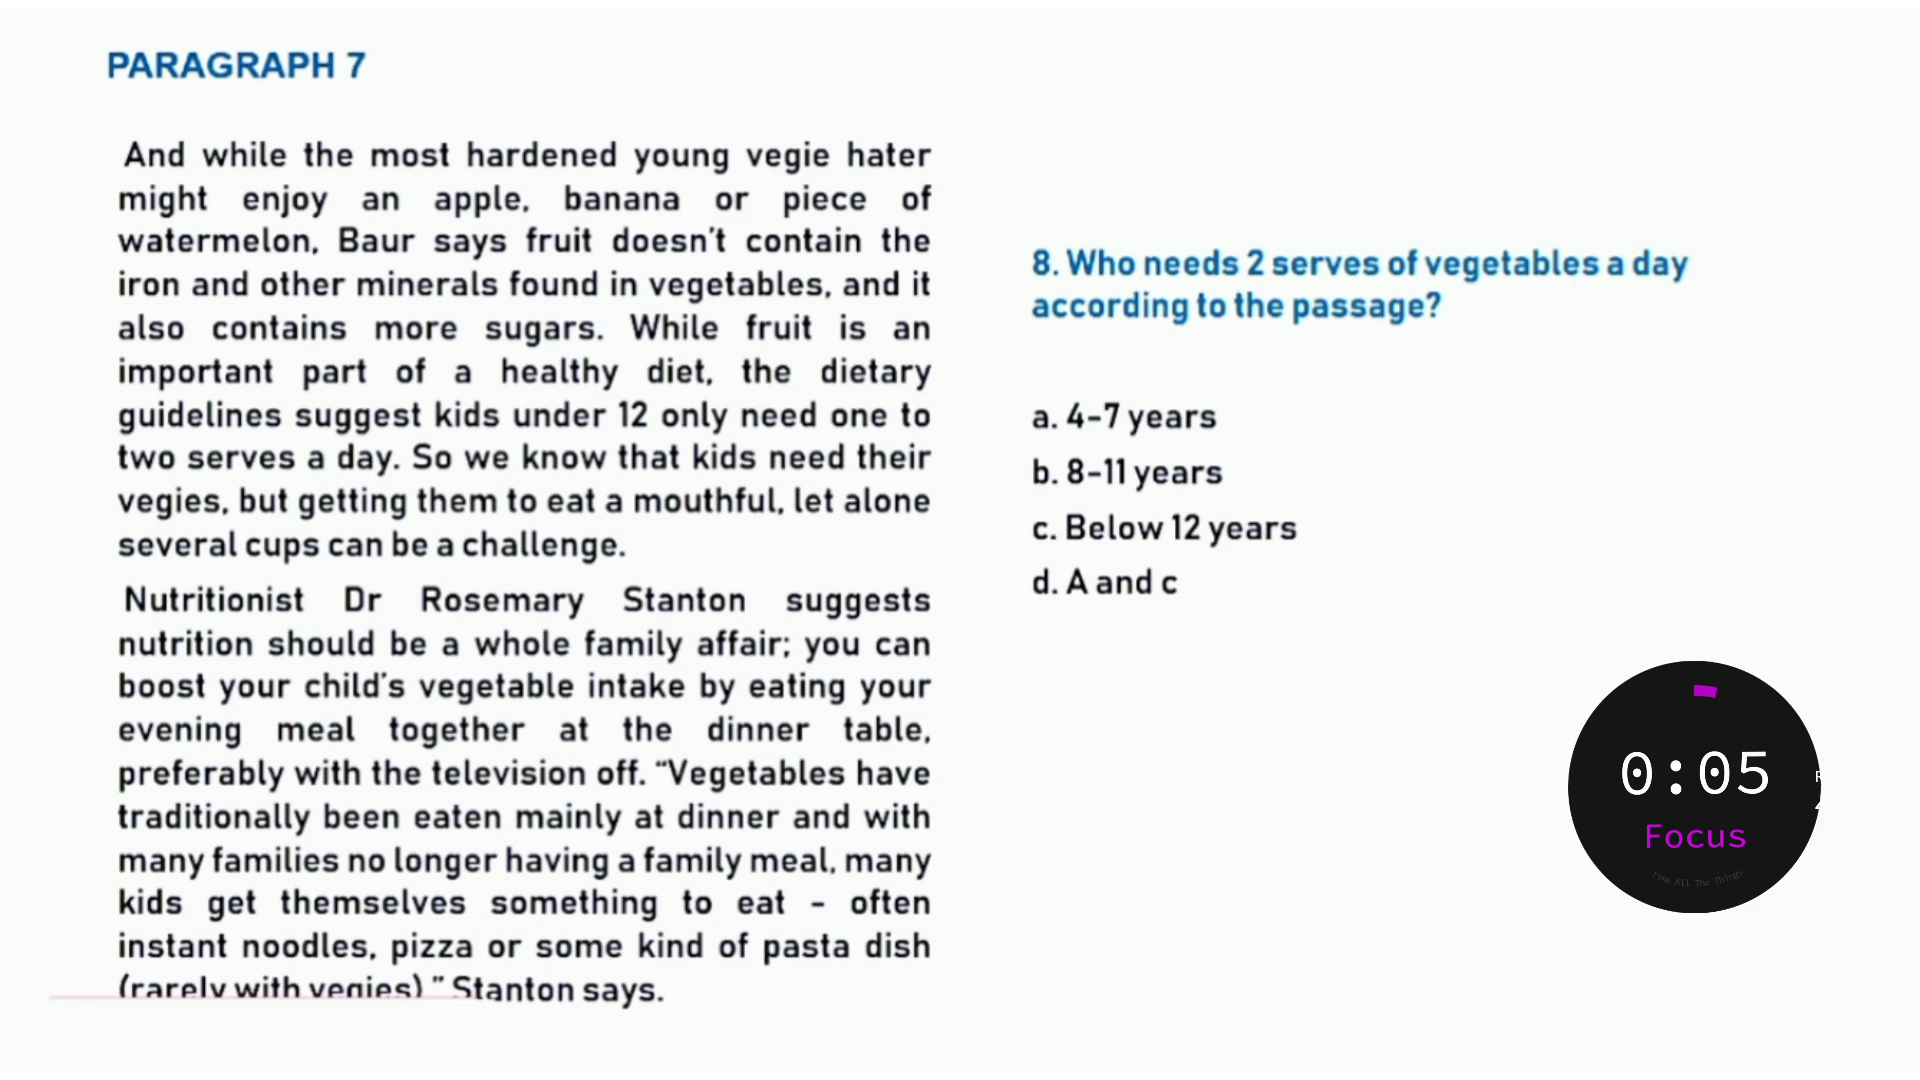 PARAGRAPH 7
And while the most hardened young vegie hater
might enjoy an apple, banana or piece of
watermelon, Baur says fruit doesn't contain the
iron and other minerals found in vegetables, and it
also contains more sugars. While fruit is an
important part of a healthy diet, the dietary
guidelines suggest kids under 12 only need one to
two serves a day. So we know that kids need their
vegies, but getting them to eat a mouthful, let alone
several cups can be a challenge.
Nutritionist Dr Rosemary Stanton suggests
nutrition should be a whole family affair; you can
boost your child's vegetable intake by eating your
evening meal together at the dinner table,
preferably with the television off. “Vegetables have
traditionally been eaten mainly at dinner and with
many families no longer having a family meal, many
kids get themselves something to eat - often
instant noodles, pizza or some kind of pasta dish
(rarely with vegies)," Stanton says.
8. Who needs 2 serves of vegetables a day
according to the passage?
a. 4-7 years
b. 8-11 years
c. Below 12 years
d. A and c
0:05
Focus
Time All The Things